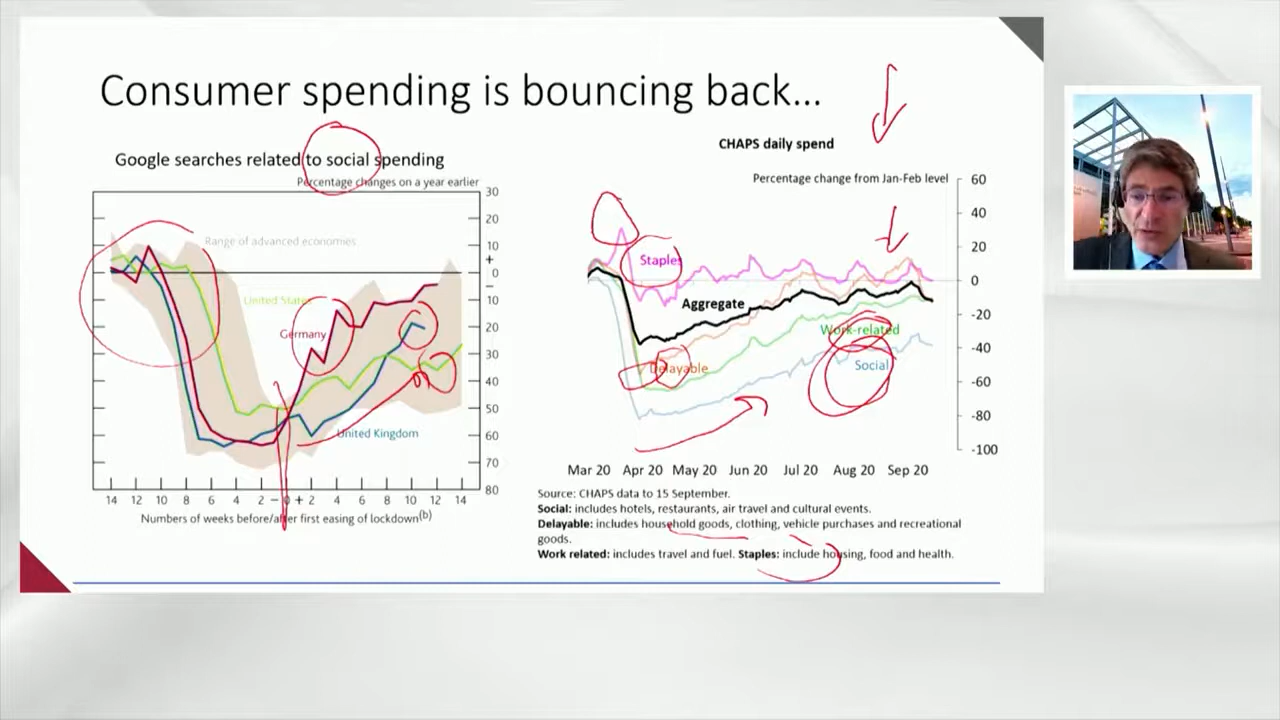 Consumer spending is bouncing back...
Google searches related to social spending
Percentage changes on a year earlier
30
20
10
+
0
−
10
20
30
40
50
60
70
80
Range of advanced economies
United States
Germany
United Kingdom
14 12 10 8 6 4 2 − 0 + 2 4 6 8 10 12 14
Numbers of weeks before/after first easing of lockdown(b)
CHAPS daily spend
Percentage change from Jan-Feb level
60
40
20
0
-20
-40
-60
-80
-100
Staples
Aggregate
Work-related
Delayable
Social
Mar 20 Apr 20 May 20 Jun 20 Jul 20 Aug 20 Sep 20
Source: CHAPS data to 15 September.
Social: includes hotels, restaurants, air travel and cultural events.
Delayable: includes household goods, clothing, vehicle purchases and recreational
goods.
Work related: includes travel and fuel. Staples: include housing, food and health.